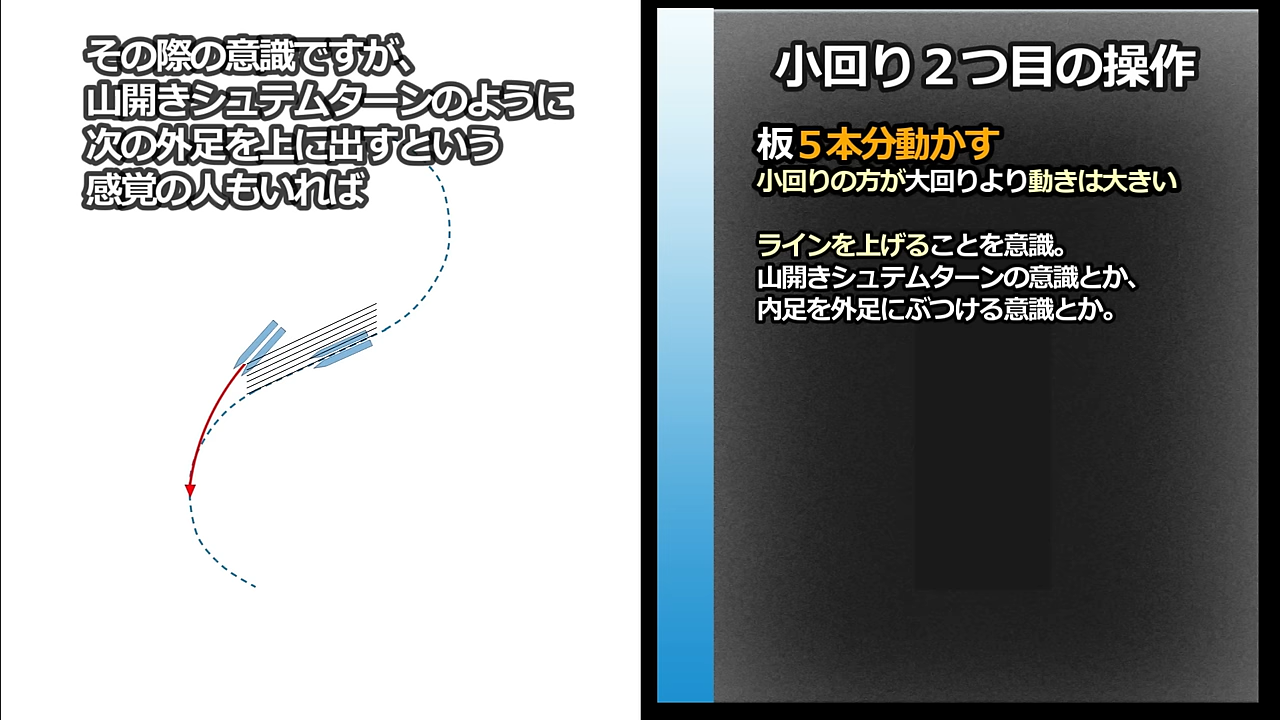 その際の意識ですが、
山開きシュテムターンのように
次の外足を上に出すという
感覚の人もいれば
小回り２つ目の操作
板５本分動かす
小回りの方が大回りより動きは大きい
ラインを上げることを意識。
山開きシュテムターンの意識とか、
内足を外足にぶつける意識とか。